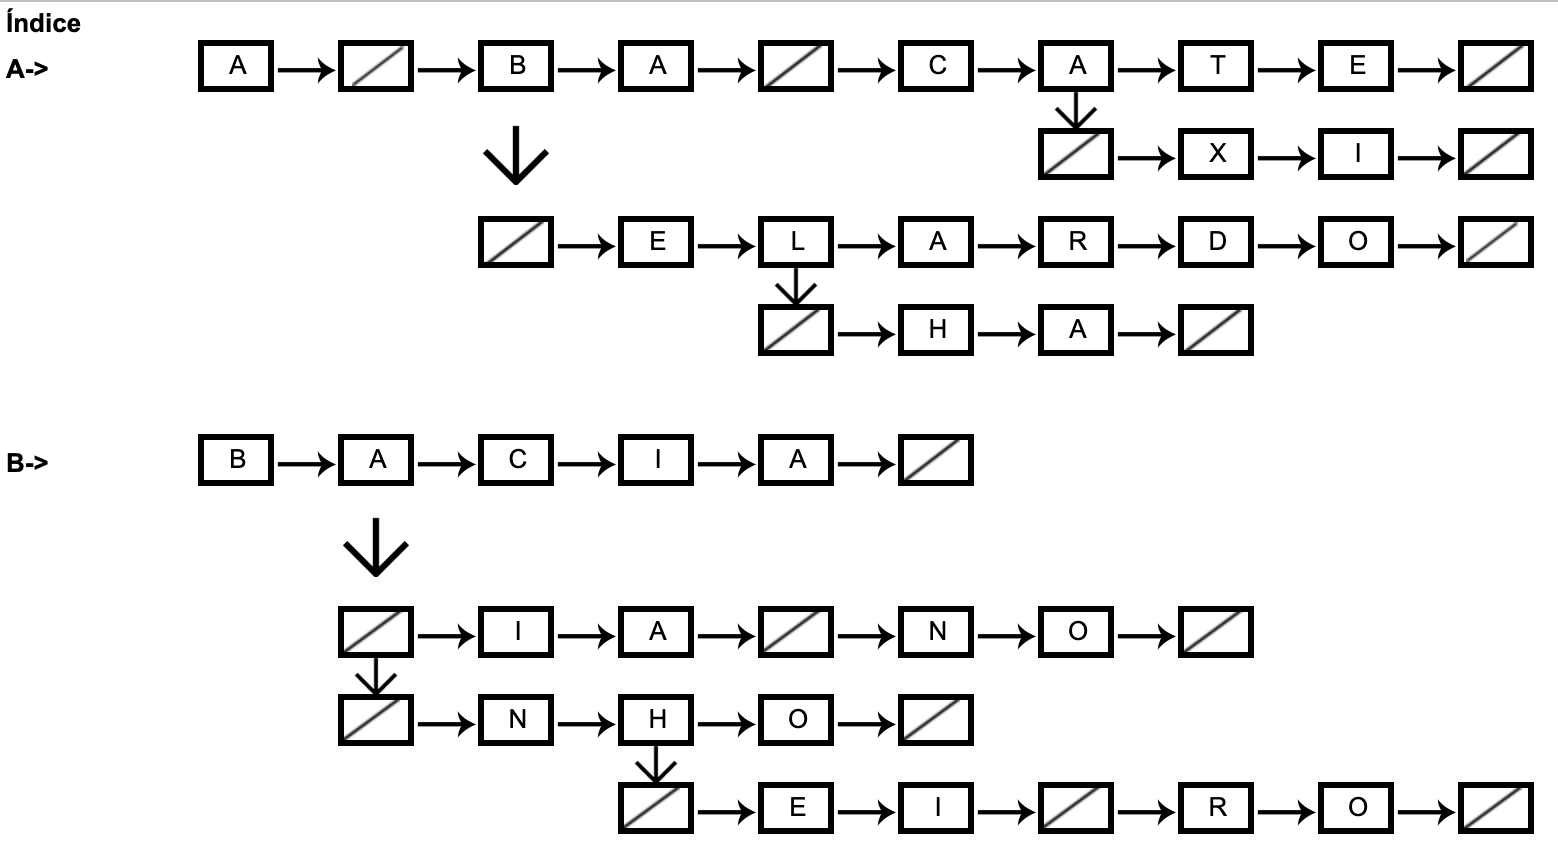 Índice
A-> A B A C A T E
X I
E L A R D O
H A
B-> B A C I A
I A N O
N H O
E I R O